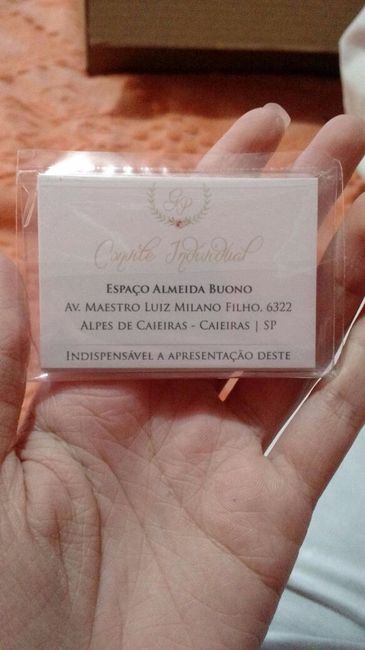 GP
Convite Individual
Espaço Almeida Buono
Av. Maestro Luiz Milano Filho, 6322
Alpes de Caieiras - Caieiras | SP
Indispensável a apresentação deste